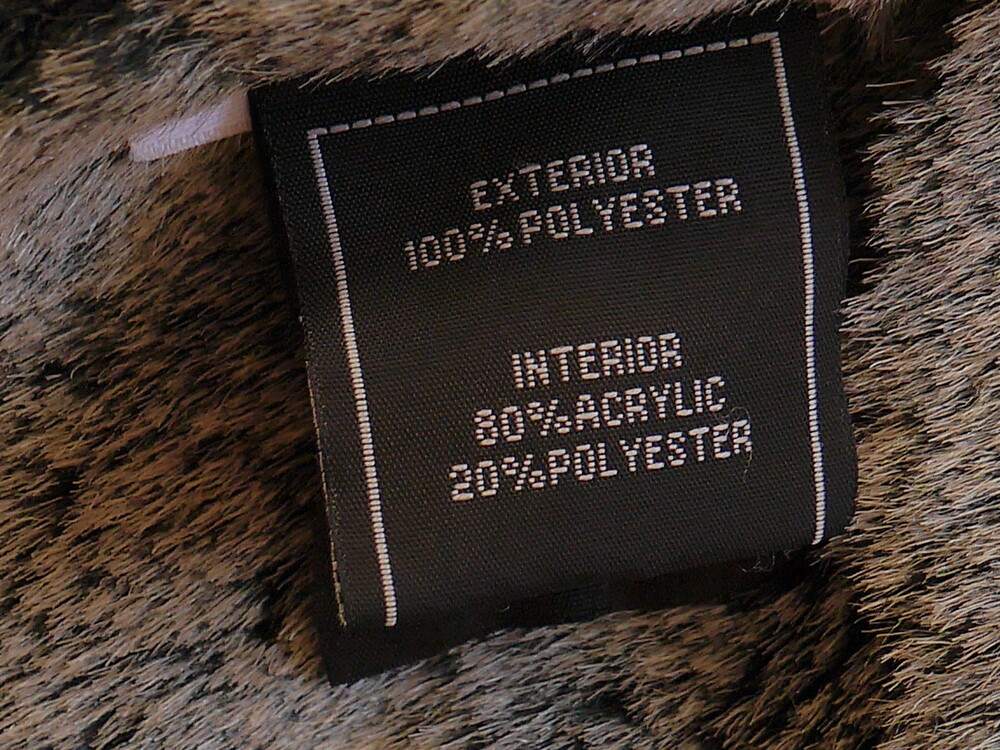 EXTERIOR
100% POLYESTER
INTERIOR
80% ACRYLIC
20% POLYESTER